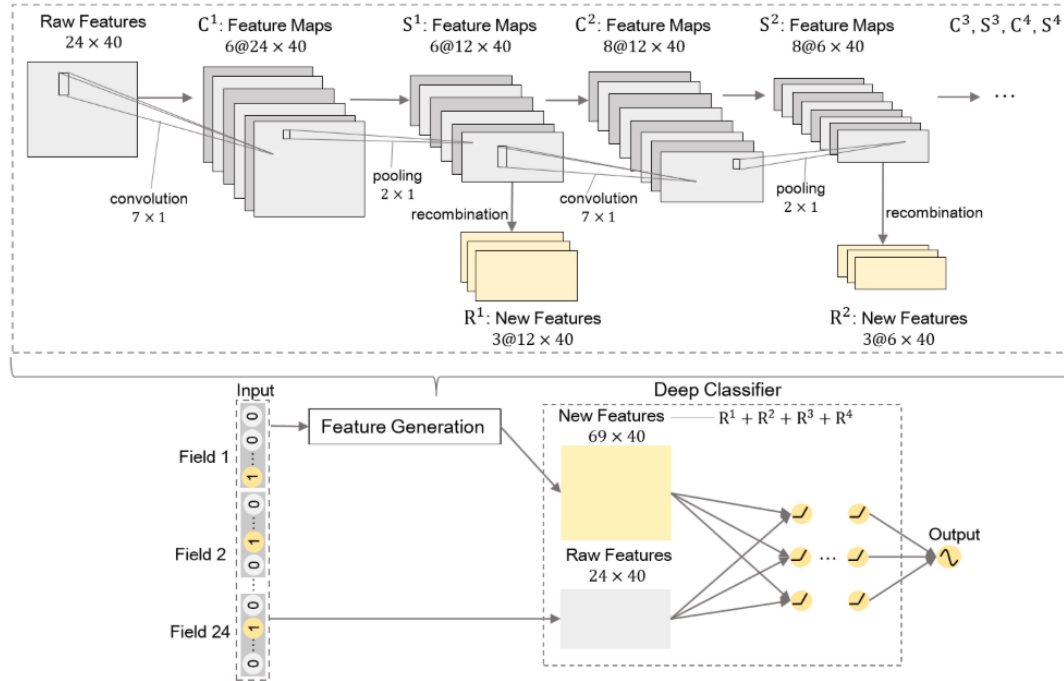 Raw Features
24 × 40
C¹: Feature Maps
6@24 × 40
S¹: Feature Maps
6@12 × 40
C²: Feature Maps
8@12 × 40
S²: Feature Maps
8@6 × 40
C³, S³, C⁴, S⁴
...
convolution
7 × 1
pooling
2 × 1
recombination
convolution
7 × 1
pooling
2 × 1
recombination
R¹: New Features
3@12 × 40
R²: New Features
3@6 × 40
Input
Deep Classifier
Feature Generation
New Features
69 × 40
R¹ + R² + R³ + R⁴
Field 1
0
0
...
1
Field 2
0
...
1
0
...
Field 24
0
1
...
0
Raw Features
24 × 40
...
Output